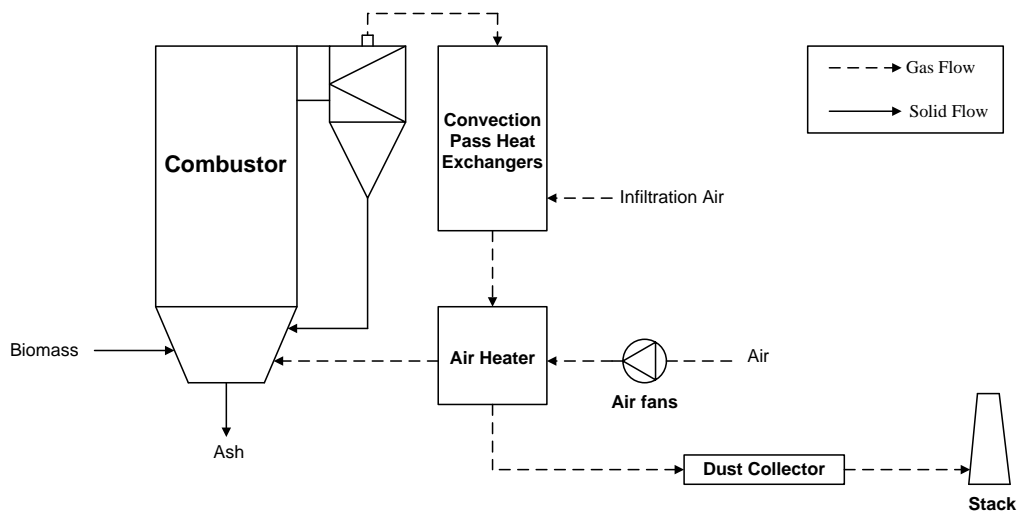 Gas Flow
Solid Flow
Convection
Pass Heat
Exchangers
Combustor
Infiltration Air
Biomass
Air Heater
Air
Air fans
Ash
Dust Collector
Stack